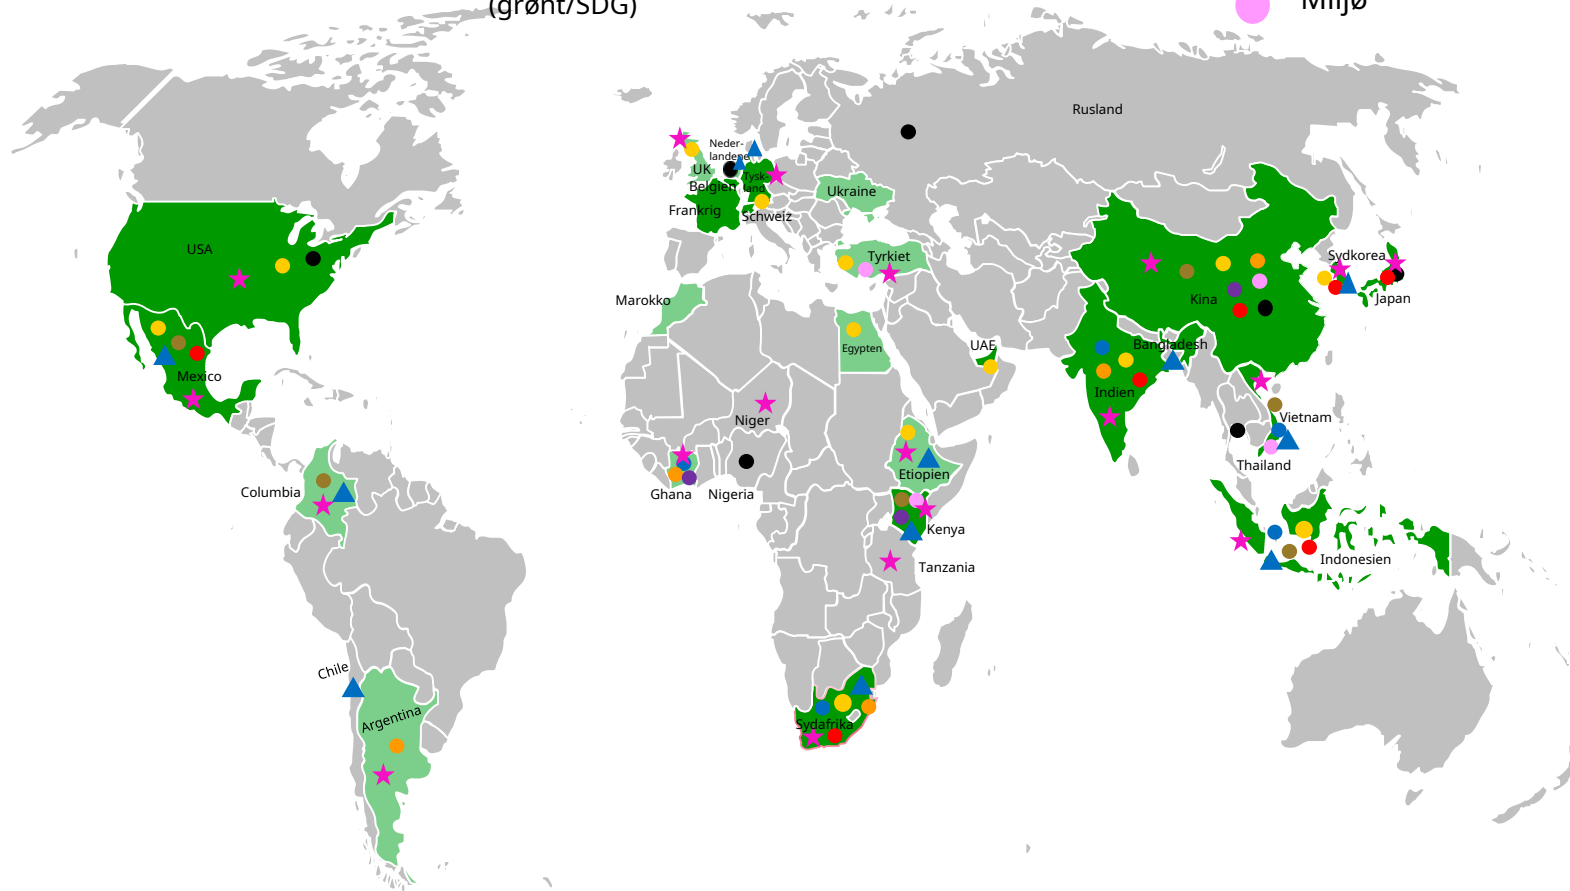 (grønt/SDG)
Miljø
Rusland
Neder-
landene
UK
Tysk-
land
Belgien
Ukraine
Frankrig
Schweiz
USA
Tyrkiet
Sydkorea
Marokko
Kina
Japan
UAE
Bangladesh
Egypten
Mexico
Indien
Niger
Vietnam
Thailand
Etiopien
Columbia
Ghana
Nigeria
Kenya
Indonesien
Tanzania
Chile
Argentina
Sydafrika